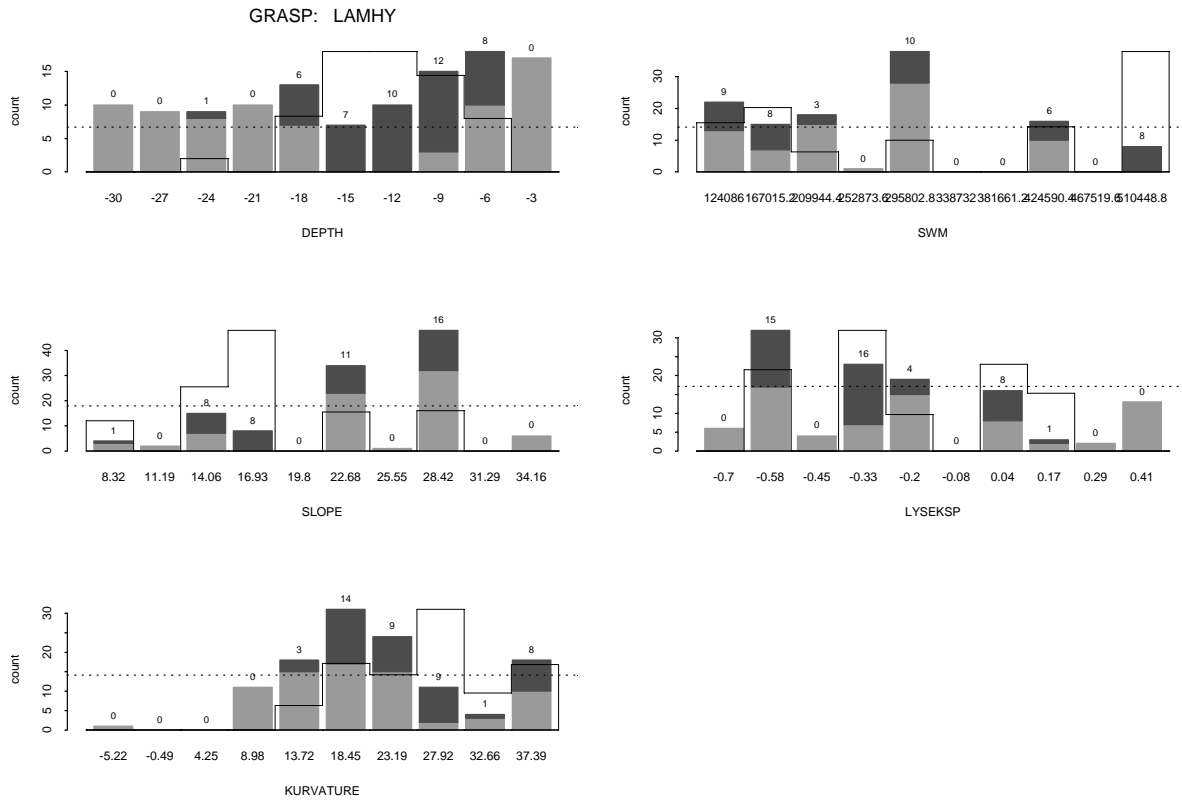 GRASP: LAMHY
count
0 5 10 15
0 0 1 0 6 7 10 12 8 0
-30 -27 -24 -21 -18 -15 -12 -9 -6 -3
DEPTH
count
0 10 20 30
9 8 3 0 10 0 0 6 0 8
124086 167015.2 209944.4 252873.6 295802.8 338732 381661.2 424590.4 467519.6 510448.8
SWM
count
0 10 20 30 40
1 0 8 8 0 11 0 16 0 0
8.32 11.19 14.06 16.93 19.8 22.68 25.55 28.42 31.29 34.16
SLOPE
count
0 5 10 20 30
0 15 0 16 4 0 8 1 0 0
-0.7 -0.58 -0.45 -0.33 -0.2 -0.08 0.04 0.17 0.29 0.41
LYSEKSP
count
0 5 10 20 30
0 0 0 0 3 14 9 9 1 8
-5.22 -0.49 4.25 8.98 13.72 18.45 23.19 27.92 32.66 37.39
KURVATURE